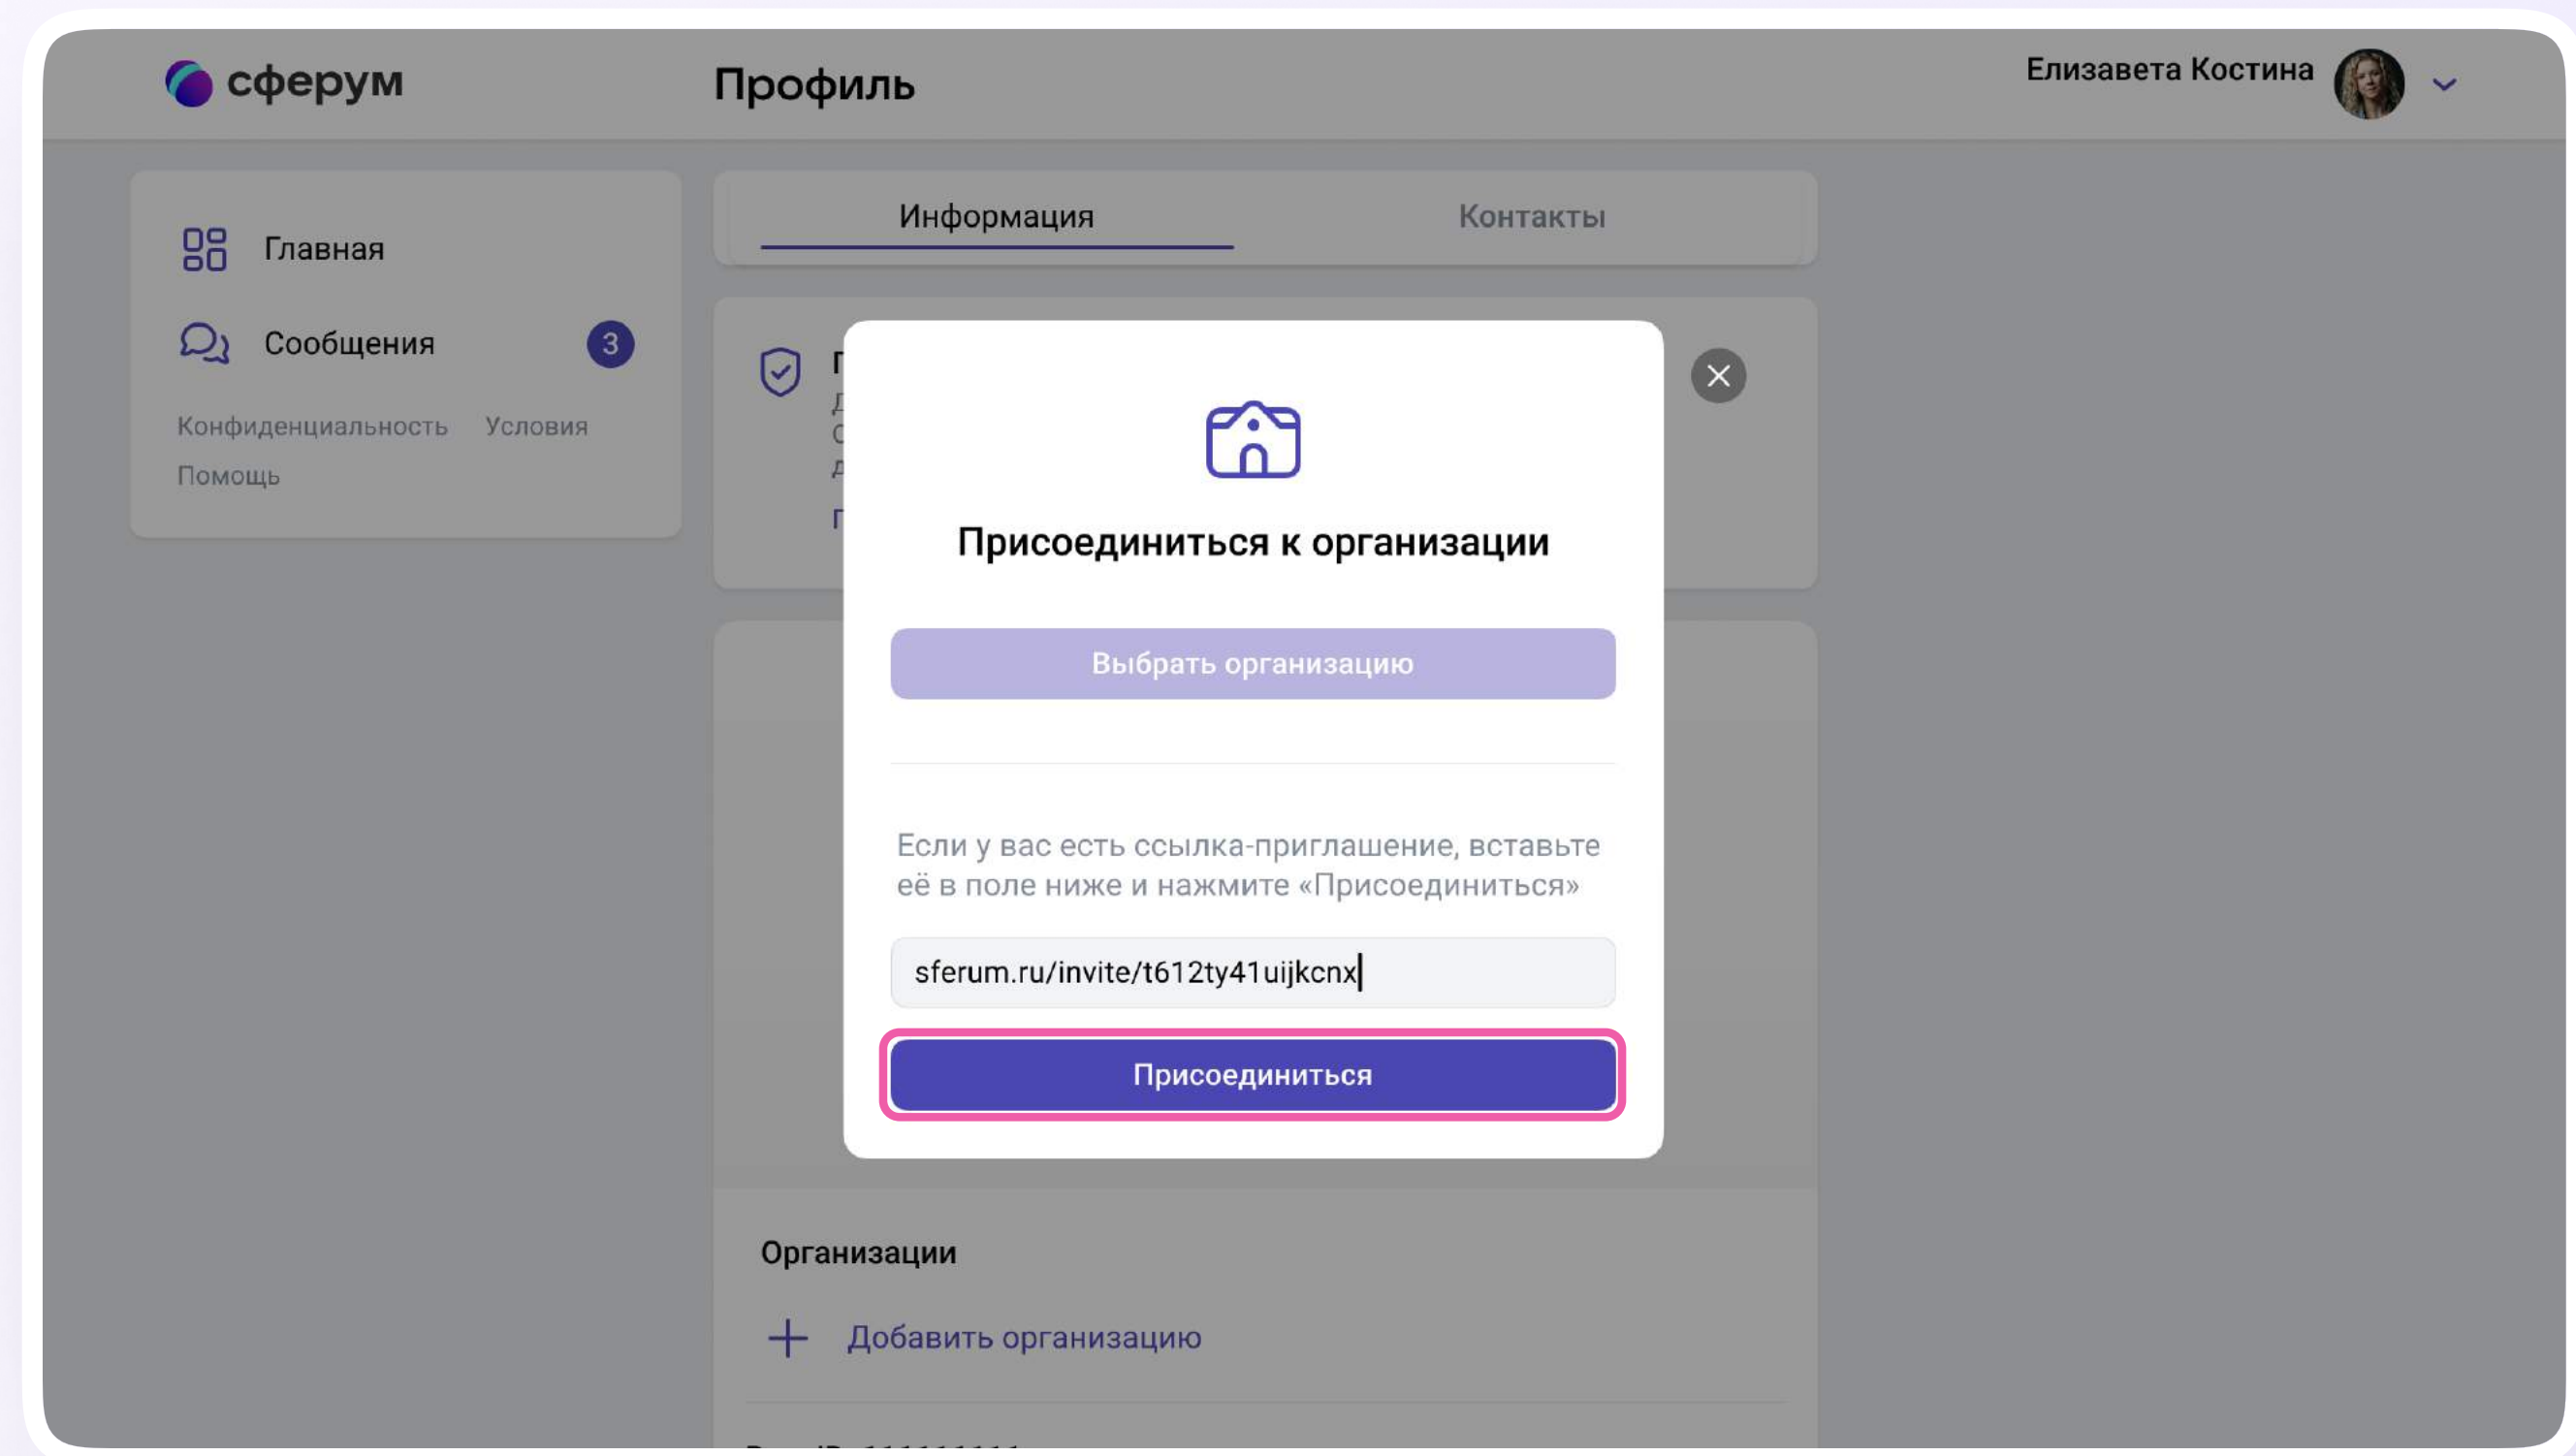 сферум
Профиль
Елизавета Костина
Главная
Сообщения 3
Конфиденциальность Условия
Помощь
Информация Контакты
Присоединиться к организации
Выбрать организацию
Если у вас есть ссылка-приглашение, вставьте
её в поле ниже и нажмите «Присоединиться»
sferum.ru/invite/t612ty41uijkcnx
Присоединиться
Организации
Добавить организацию